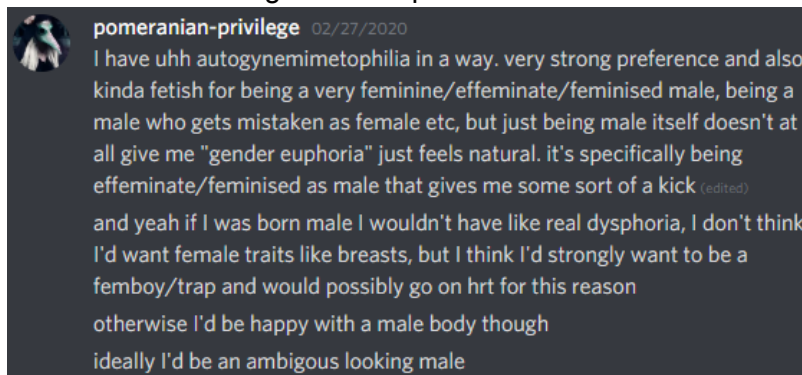 pomeranian-privilege 02/27/2020
I have uhh autogynemimetophilia in a way. very strong preference and also
kinda fetish for being a very feminine/effeminate/feminised male, being a
male who gets mistaken as female etc, but just being male itself doesn't at
all give me "gender euphoria" just feels natural. it's specifically being
effeminate/feminised as male that gives me some sort of a kick (edited)
and yeah if I was born male I wouldn't have like real dysphoria, I don't think
I'd want female traits like breasts, but I think I'd strongly want to be a
femboy/trap and would possibly go on hrt for this reason
otherwise I'd be happy with a male body though
ideally I'd be an ambigous looking male